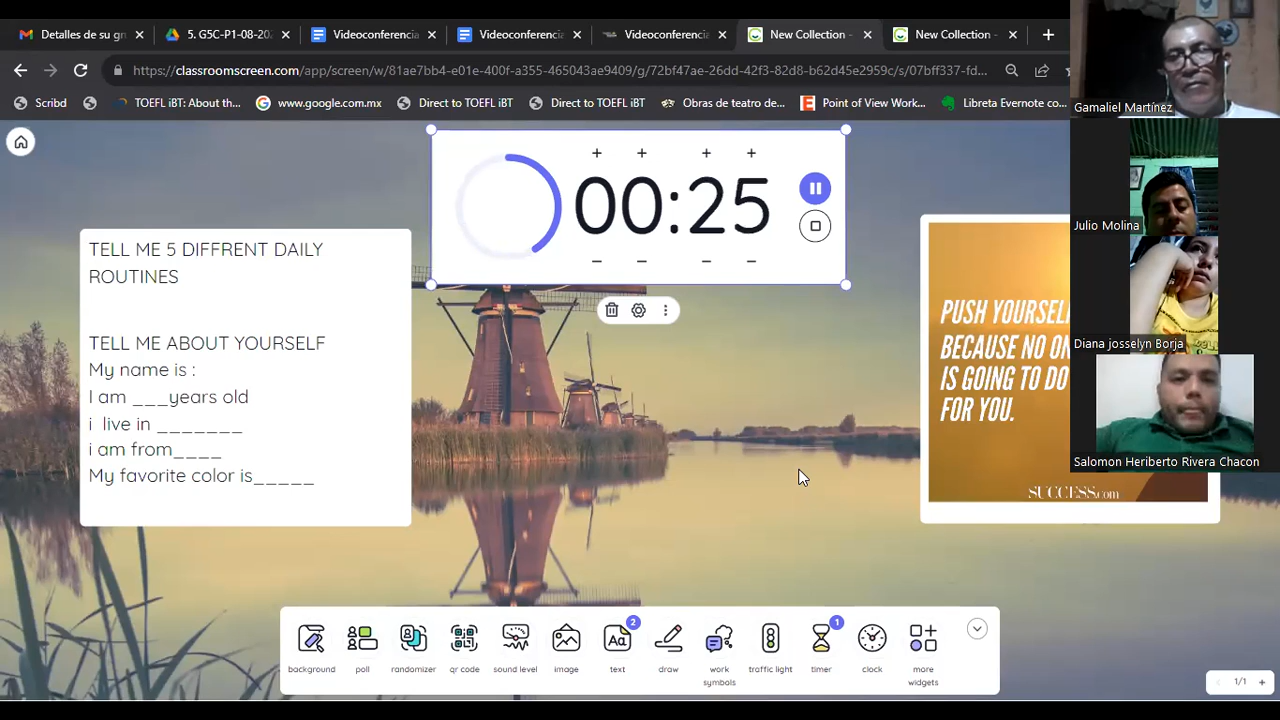 Detalles de su gn
5. G5C-P1-08-202
Videoconferencia
Videoconferencia
Videoconferencia
New Collection -
New Collection -
https://classroomscreen.com/app/screen/w/81ae7bb4-e01e-400f-a355-465043ae9409/g/72bf47ae-26dd-42f3-82d8-b62d45e2959c/s/07bff337-fd...
Scribd
TOEFL iBT: About th...
www.google.com.mx
Direct to TOEFL iBT
Direct to TOEFL iBT
Obras de teatro de...
Point of View Work...
Libreta Evernote co...
Gamaliel Martínez
Julio Molina
Diana josselyn Borja
Salomon Heriberto Rivera Chacon
00:25
TELL ME 5 DIFFRENT DAILY
ROUTINES
TELL ME ABOUT YOURSELF
My name is :
I am ___years old
i live in _______
i am from____
My favorite color is_____
PUSH YOURSELF
BECAUSE NO ON
IS GOING TO DO
FOR YOU.
SUCCESS.com
background
poll
randomizer
qr code
sound level
image
Aa
text
2
draw
work
symbols
traffic light
timer
1
clock
more
widgets
1/1